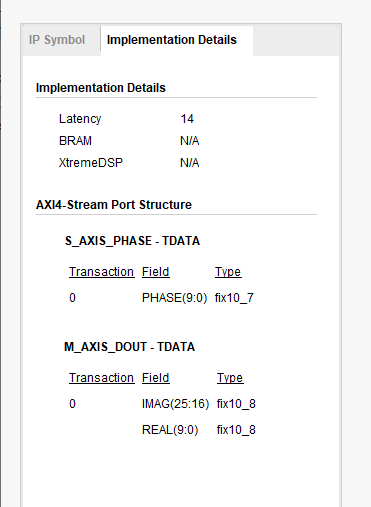 IP Symbol Implementation Details
Implementation Details
Latency 14
BRAM N/A
XtremeDSP N/A
AXI4-Stream Port Structure
S_AXIS_PHASE - TDATA
Transaction Field Type
0 PHASE(9:0) fix10_7
M_AXIS_DOUT - TDATA
Transaction Field Type
0 IMAG(25:16) fix10_8
REAL(9:0) fix10_8